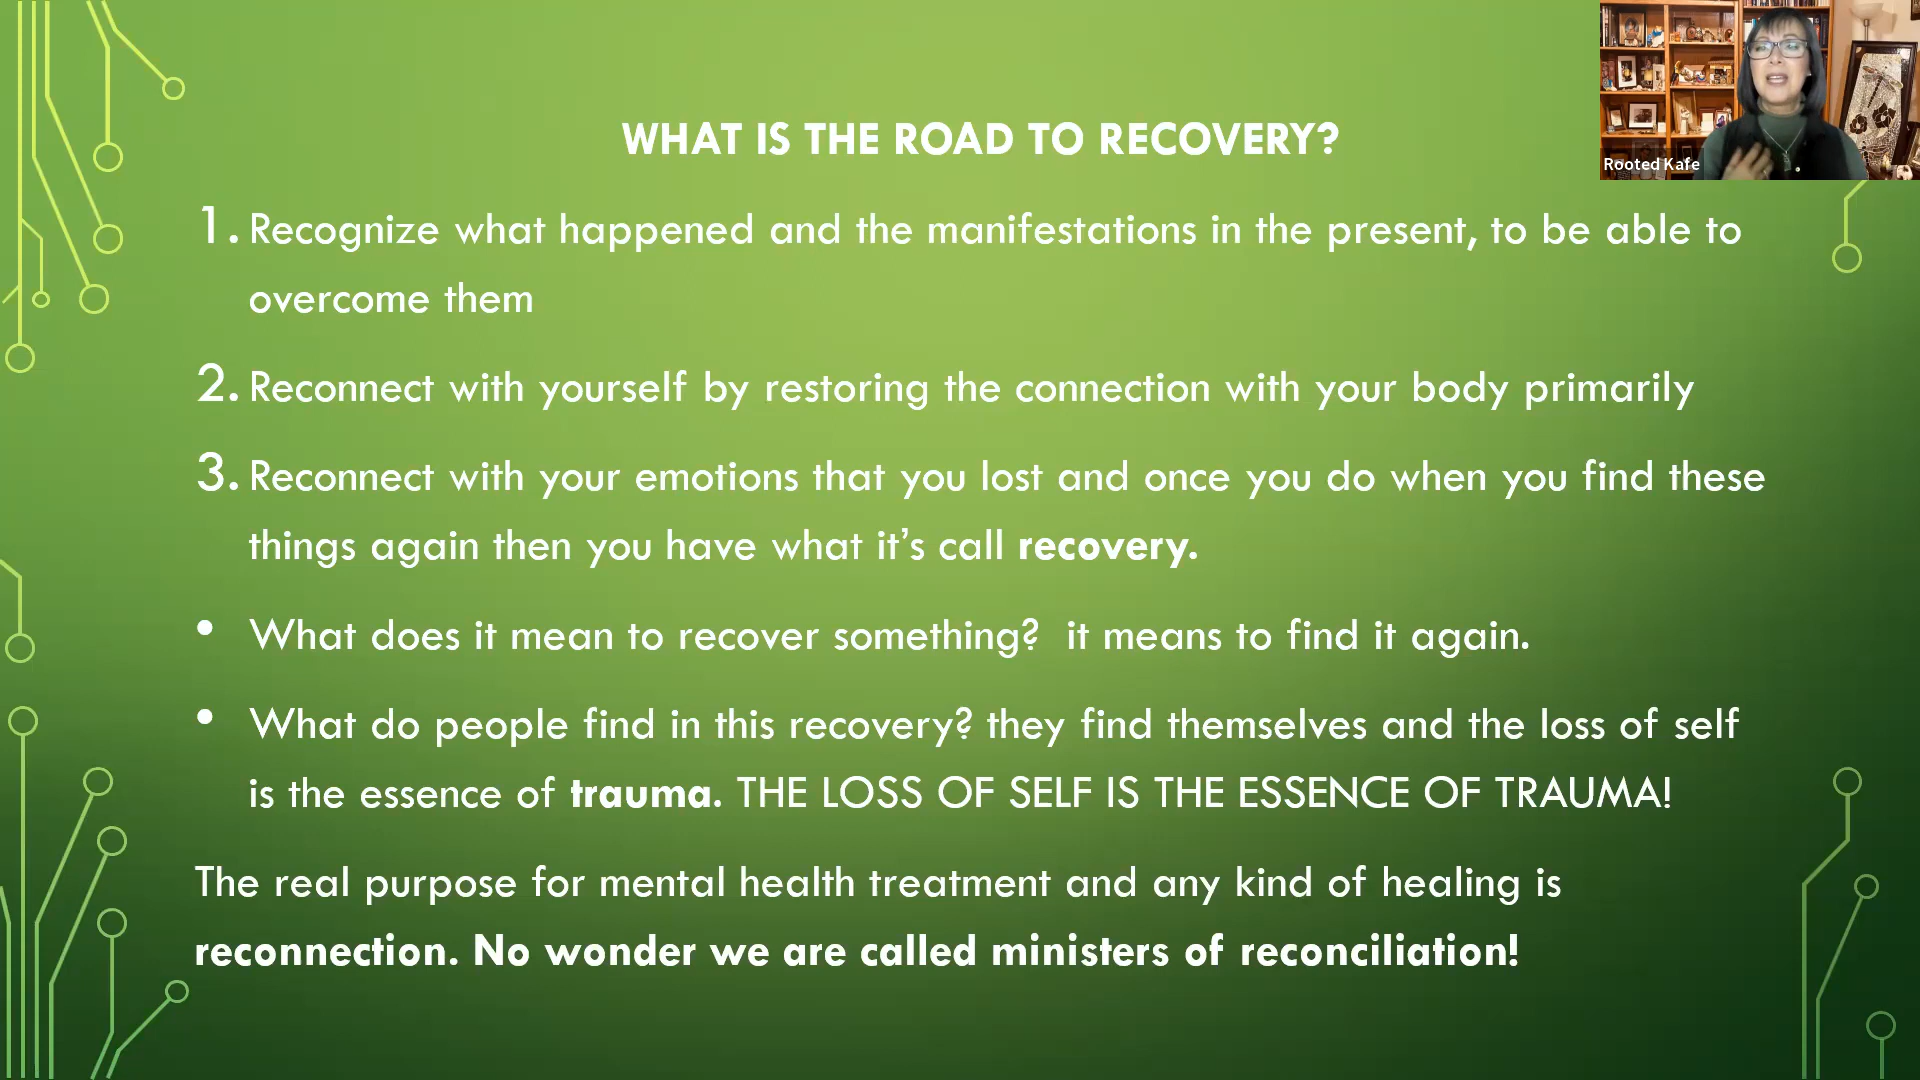 WHAT IS THE ROAD TO RECOVERY?
Rooted Kafe
1. Recognize what happened and the manifestations in the present, to be able to
overcome them
2. Reconnect with yourself by restoring the connection with your body primarily
3. Reconnect with your emotions that you lost and once you do when you find these
things again then you have what it’s call recovery.
• What does it mean to recover something?  it means to find it again.
• What do people find in this recovery? they find themselves and the loss of self
is the essence of trauma. THE LOSS OF SELF IS THE ESSENCE OF TRAUMA!
The real purpose for mental health treatment and any kind of healing is
reconnection. No wonder we are called ministers of reconciliation!